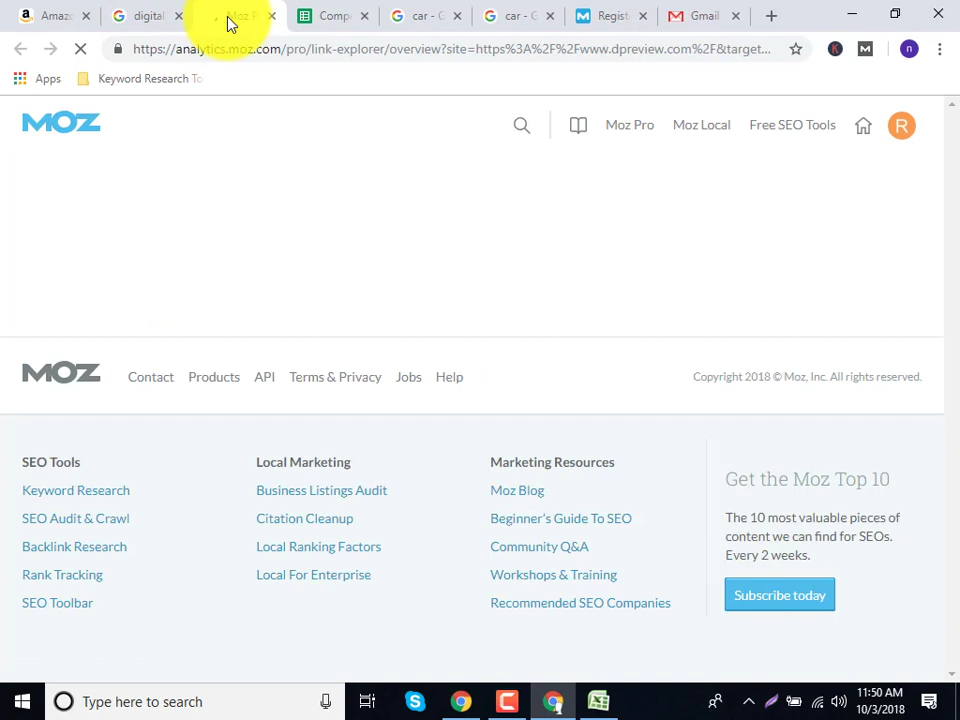 Amazo
digital
Moz P
Compe
car - G
car - G
Regist
Gmail
https://analytics.moz.com/pro/link-explorer/overview?site=https%3A%2F%2Fwww.dpreview.com%2F&target...
K
M
n
Apps
Keyword Research To
MOZ
Moz Pro
Moz Local
Free SEO Tools
R
MOZ
Contact
Products
API
Terms & Privacy
Jobs
Help
Copyright 2018 © Moz, Inc. All rights reserved.
SEO Tools
Keyword Research
SEO Audit & Crawl
Backlink Research
Rank Tracking
SEO Toolbar
Local Marketing
Business Listings Audit
Citation Cleanup
Local Ranking Factors
Local For Enterprise
Marketing Resources
Moz Blog
Beginner's Guide To SEO
Community Q&A
Workshops & Training
Recommended SEO Companies
Get the Moz Top 10
The 10 most valuable pieces of
content we can find for SEOs.
Every 2 weeks.
Subscribe today
Type here to search
11:50 AM
10/3/2018